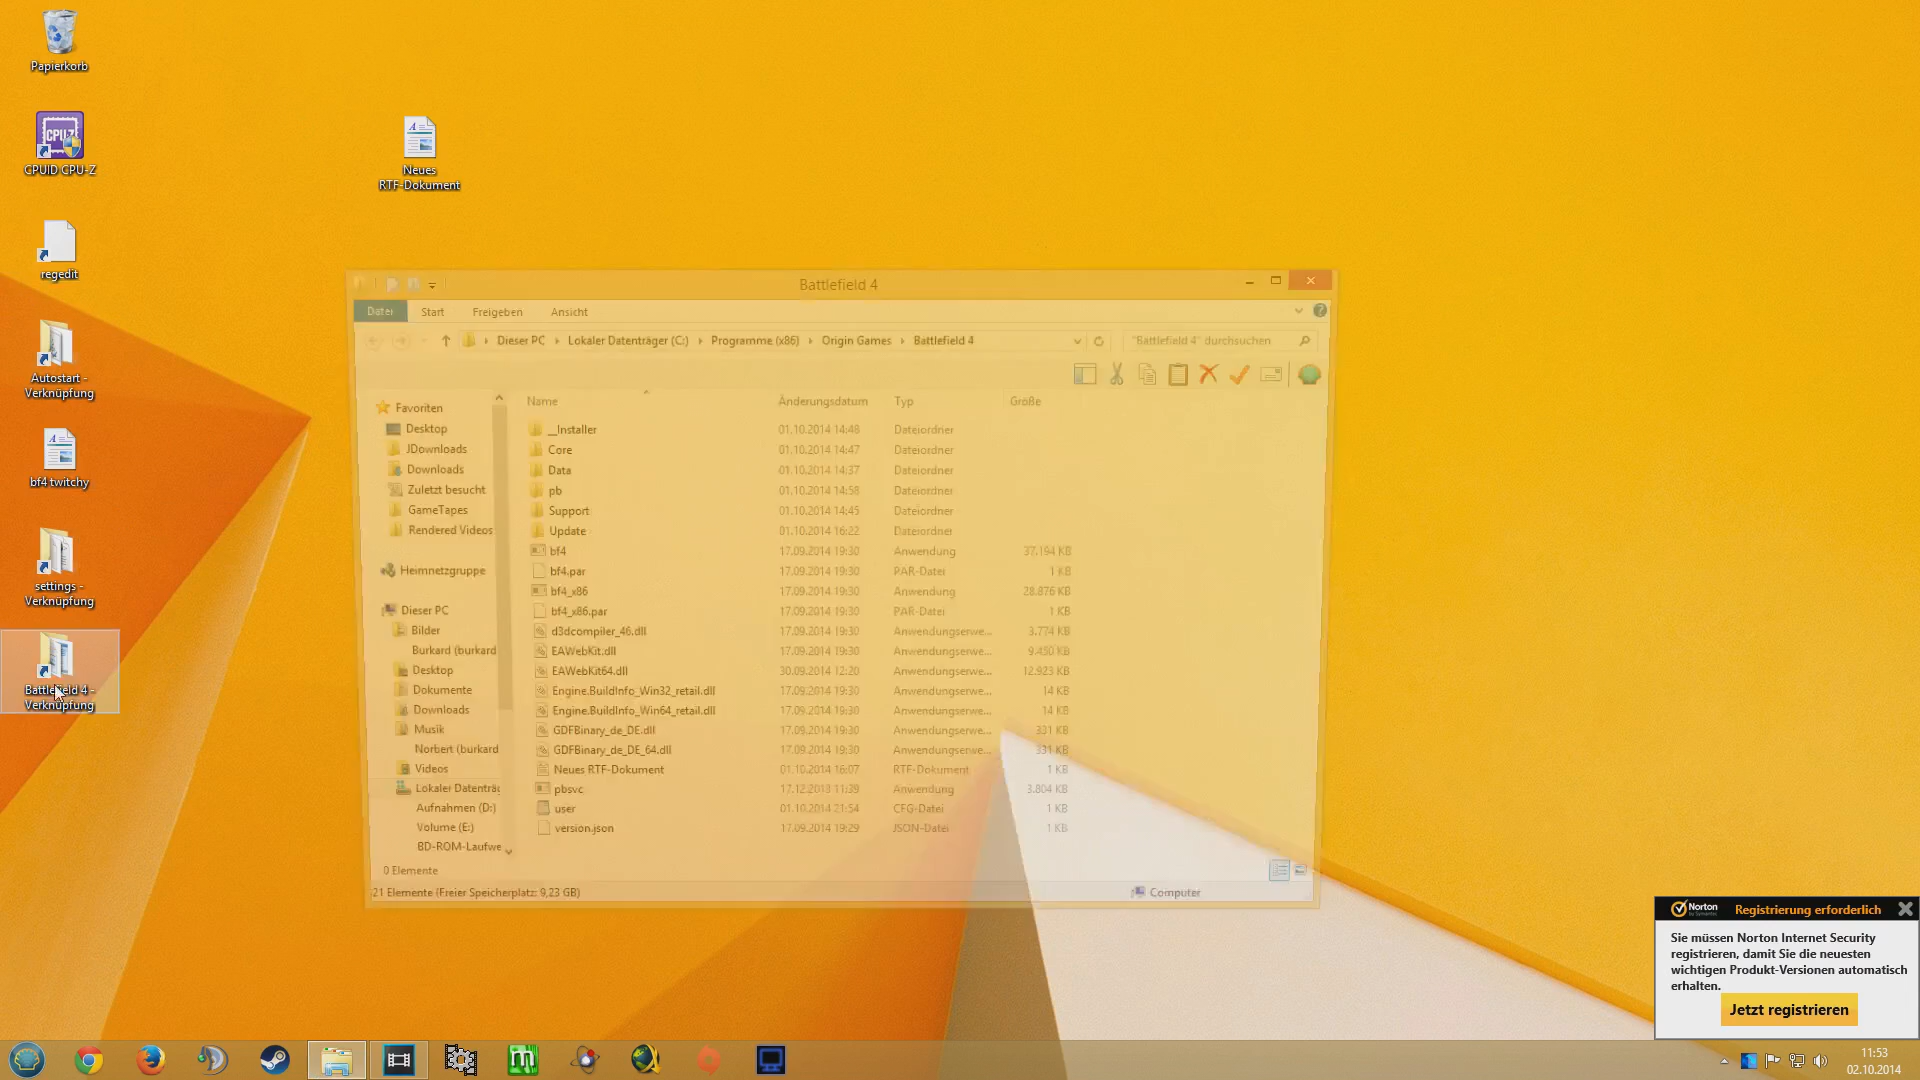 Papierkorb
CPUID CPU-Z
regedit
Autostart -
Verknüpfung
bf4 twitchy
settings -
Verknüpfung
Battlefield 4 -
Verknüpfung
Neues
RTF-Dokument
Battlefield 4
Datei Start Freigeben Ansicht
Dieser PC Lokaler Datenträger (C:) Programme (x86) Origin Games Battlefield 4 "Battlefield 4" durchsuchen
Name Änderungsdatum Typ Größe
Favoriten
Desktop
JDownloads
Downloads
Zuletzt besucht
GameTapes
Rendered Videos
Heimnetzgruppe
Dieser PC
Bilder
Burkard (burkard
Desktop
Dokumente
Downloads
Musik
Norbert (burkard
Videos
Lokaler Datenträg
Aufnahmen (D:)
Volume (E:)
BD-ROM-Laufwe
__Installer 01.10.2014 14:48 Dateiordner
Core 01.10.2014 14:47 Dateiordner
Data 01.10.2014 14:37 Dateiordner
pb 01.10.2014 14:58 Dateiordner
Support 01.10.2014 14:45 Dateiordner
Update 01.10.2014 16:22 Dateiordner
bf4 17.09.2014 19:30 Anwendung 37.194 KB
bf4.par 17.09.2014 19:30 PAR-Datei 1 KB
bf4_x86 17.09.2014 19:30 Anwendung 28.876 KB
bf4_x86.par 17.09.2014 19:30 PAR-Datei 1 KB
d3dcompiler_46.dll 17.09.2014 19:30 Anwendungserwe... 3.774 KB
EAWebKit.dll 17.09.2014 19:30 Anwendungserwe... 9.450 KB
EAWebKit64.dll 30.09.2014 12:20 Anwendungserwe... 12.923 KB
Engine.BuildInfo_Win32_retail.dll 17.09.2014 19:30 Anwendungserwe... 14 KB
Engine.BuildInfo_Win64_retail.dll 17.09.2014 19:30 Anwendungserwe... 14 KB
GDFBinary_de_DE.dll 17.09.2014 19:30 Anwendungserwe... 331 KB
GDFBinary_de_DE_64.dll 17.09.2014 19:30 Anwendungserwe... 331 KB
Neues RTF-Dokument 01.10.2014 16:07 RTF-Dokument 1 KB
pbsvc 17.12.2013 11:39 Anwendung 3.804 KB
user 01.10.2014 21:54 CFG-Datei 1 KB
version.json 17.09.2014 19:29 JSON-Datei 1 KB
0 Elemente
21 Elemente (Freier Speicherplatz: 9,23 GB) Computer
Norton
by Symantec
Registrierung erforderlich
Sie müssen Norton Internet Security
registrieren, damit Sie die neuesten
wichtigen Produkt-Versionen automatisch
erhalten.
Jetzt registrieren
11:53
02.10.2014